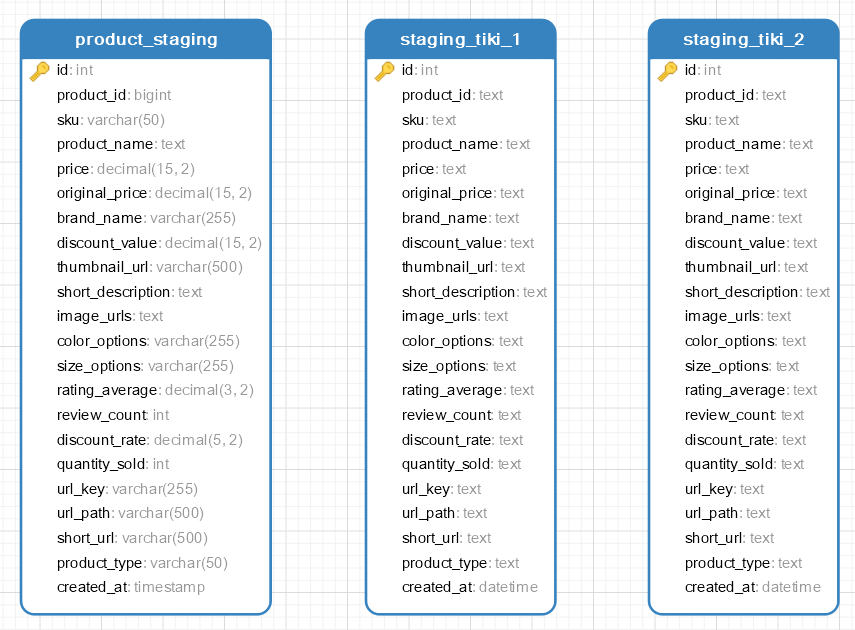 product_staging
id: int
product_id: bigint
sku: varchar(50)
product_name: text
price: decimal(15, 2)
original_price: decimal(15, 2)
brand_name: varchar(255)
discount_value: decimal(15, 2)
thumbnail_url: varchar(500)
short_description: text
image_urls: text
color_options: varchar(255)
size_options: varchar(255)
rating_average: decimal(3, 2)
review_count: int
discount_rate: decimal(5, 2)
quantity_sold: int
url_key: varchar(255)
url_path: varchar(500)
short_url: varchar(500)
product_type: varchar(50)
created_at: timestamp
staging_tiki_1
id: int
product_id: text
sku: text
product_name: text
price: text
original_price: text
brand_name: text
discount_value: text
thumbnail_url: text
short_description: text
image_urls: text
color_options: text
size_options: text
rating_average: text
review_count: text
discount_rate: text
quantity_sold: text
url_key: text
url_path: text
short_url: text
product_type: text
created_at: datetime
staging_tiki_2
id: int
product_id: text
sku: text
product_name: text
price: text
original_price: text
brand_name: text
discount_value: text
thumbnail_url: text
short_description: text
image_urls: text
color_options: text
size_options: text
rating_average: text
review_count: text
discount_rate: text
quantity_sold: text
url_key: text
url_path: text
short_url: text
product_type: text
created_at: datetime